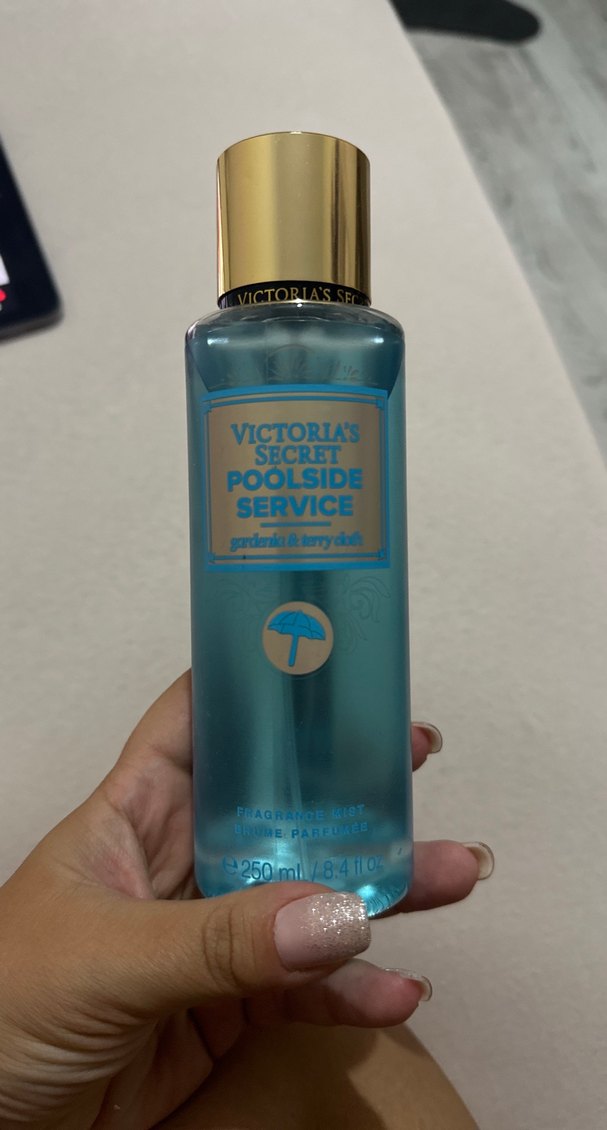 VICTORIA'S SEC
VICTORIA'S
SECRET
POOLSIDE
SERVICE
gardenia & terry cloth
FRAGRANCE MIST
BRUME PARFUMÉE
℮ 250 mL / 8.4 fl oz